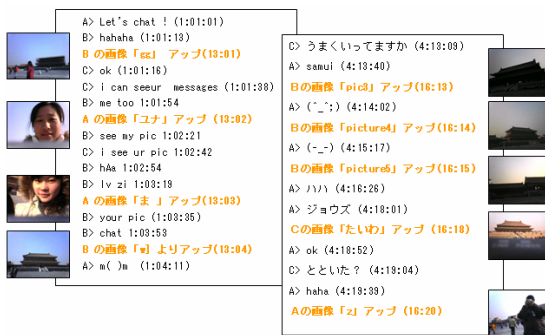 A> Let's chat ! (1:01:01)
B> hahaha (1:01:13)
B の画像「gg」 アップ(13:01)
C> ok (1:01:16)
C> i can seeur  messages (1:01:38)
B> me too 1:01:54
A の画像「ユナ」アップ (13:02)
B> see my pic 1:02:21
C> i see ur pic 1:02:42
B> hAa 1:02:54
B> lv zi 1:03:19
A の画像「ま 」アップ(13:03)
B> your pic (1:03:35)
B> chat 1:03:53
B の画像「w] よりアップ(13:04)
A> m( )m  (1:04:11)
C> うまくいってますか (4:13:09)
A> samui (4:13:40)
Bの画像「pic3」アップ (16:13)
A> (^_^;) (4:14:02)
Bの画像「picture4」アップ (16:14)
A> (-_-) (4:15:17)
Bの画像「picture5」アップ (16:15)
A> ハハ (4:16:26)
A> ジョウズ (4:18:01)
Cの画像「たいわ」アップ (16:18)
A> ok (4:18:52)
C> とといた? (4:19:04)
A> haha (4:19:39)
Aの画像「z」アップ (16:20)